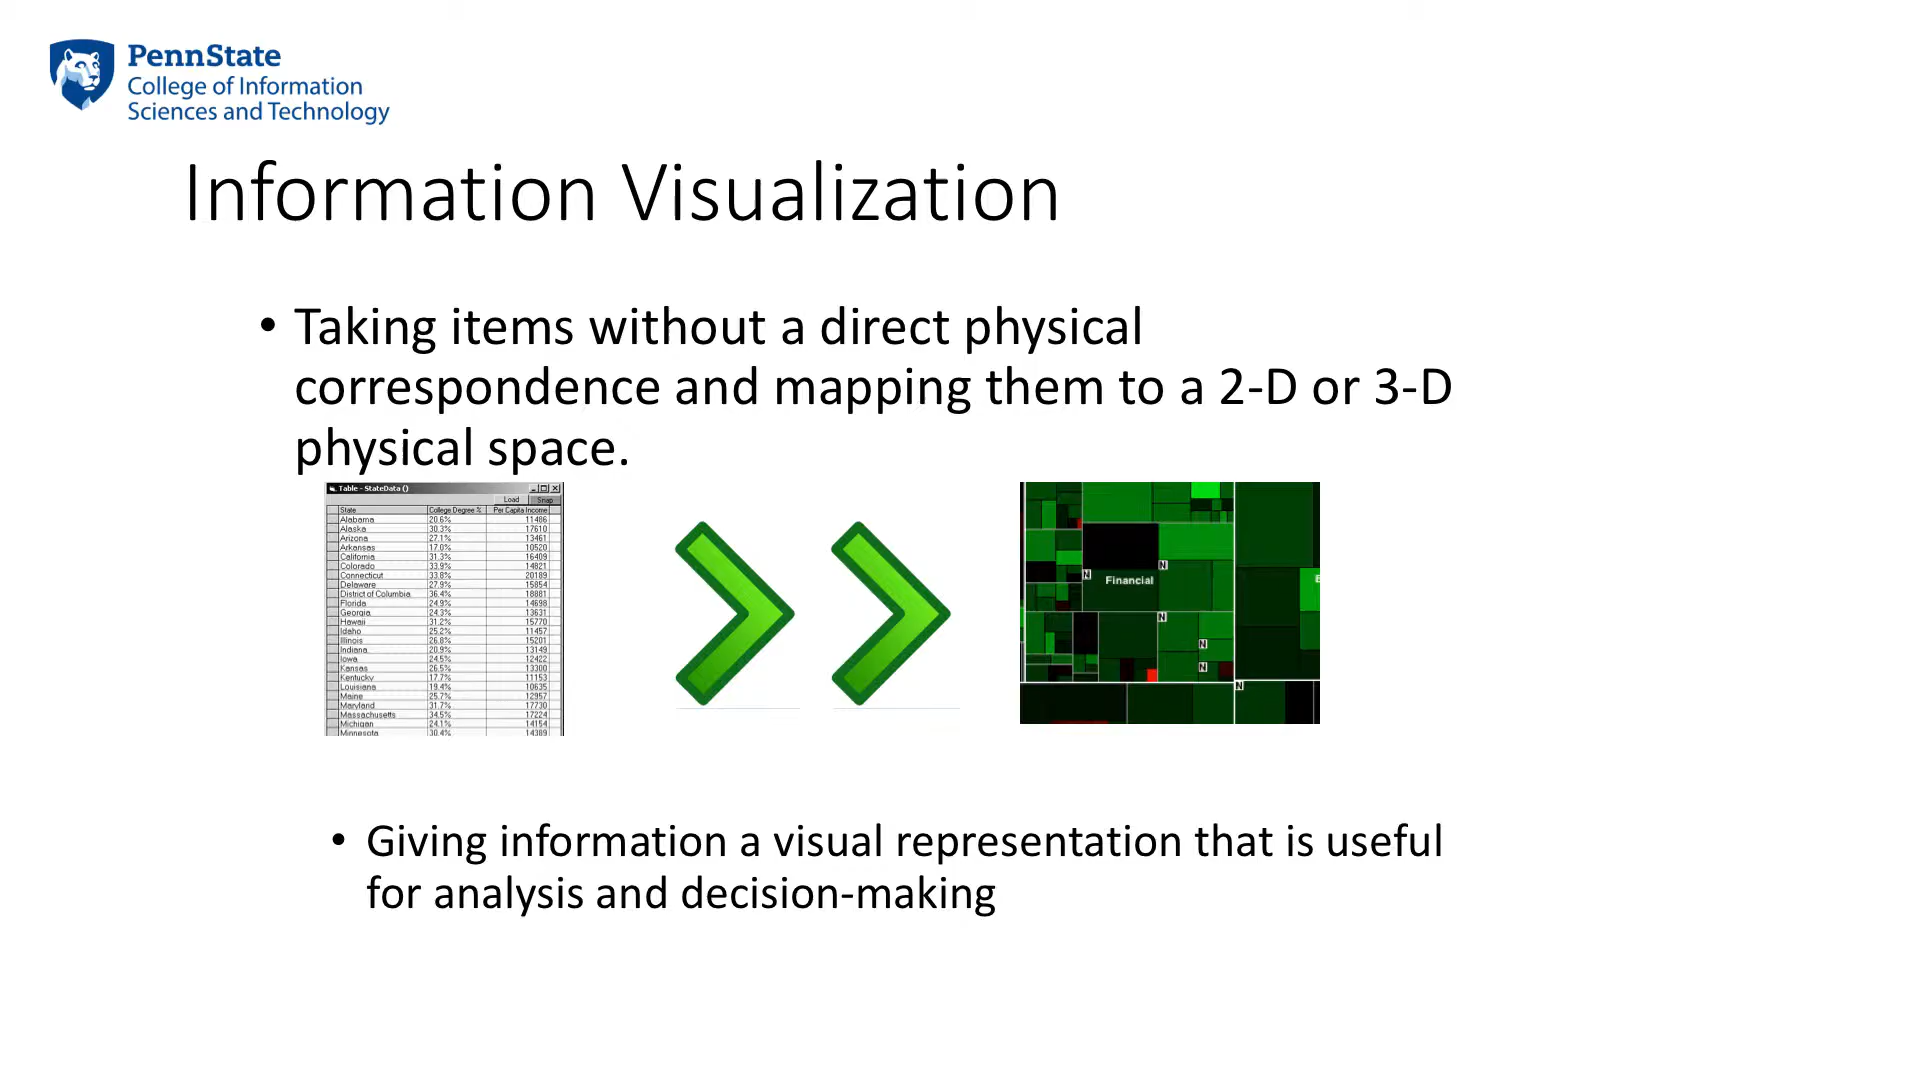 PennState
College of Information
Sciences and Technology
Information Visualization
• Taking items without a direct physical
correspondence and mapping them to a 2-D or 3-D
physical space.
Table - StateData ()
Load Snap
State College Degree % Per Capita Income
Alabama 20.6% 11486
Alaska 30.3% 17610
Arizona 27.1% 13461
Arkansas 17.0% 10520
California 31.3% 16409
Colorado 33.9% 14821
Connecticut 33.8% 20189
Delaware 27.9% 15854
District of Columbia 36.4% 18881
Florida 24.9% 14698
Georgia 24.3% 13631
Hawaii 31.2% 15770
Idaho 25.2% 11457
Illinois 26.8% 15201
Indiana 20.9% 13149
Iowa 24.5% 12422
Kansas 26.5% 13300
Kentucky 17.7% 11153
Louisiana 19.4% 10635
Maine 25.7% 12957
Maryland 31.7% 17730
Massachusetts 34.5% 17224
Michigan 24.1% 14154
Minnesota 30.4% 14389
N N
Financial
N
N
N
N
• Giving information a visual representation that is useful
for analysis and decision-making